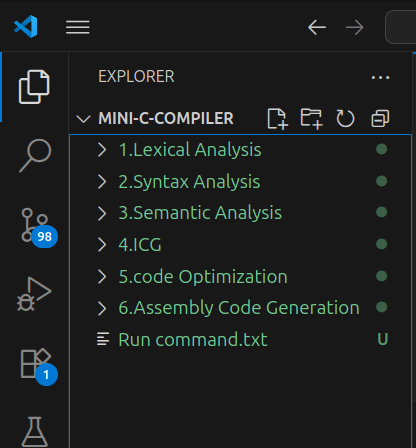 EXPLORER
MINI-C-COMPILER
1.Lexical Analysis
2.Syntax Analysis
3.Semantic Analysis
98
4.ICG
5.code Optimization
6.Assembly Code Generation
Run command.txt U
1